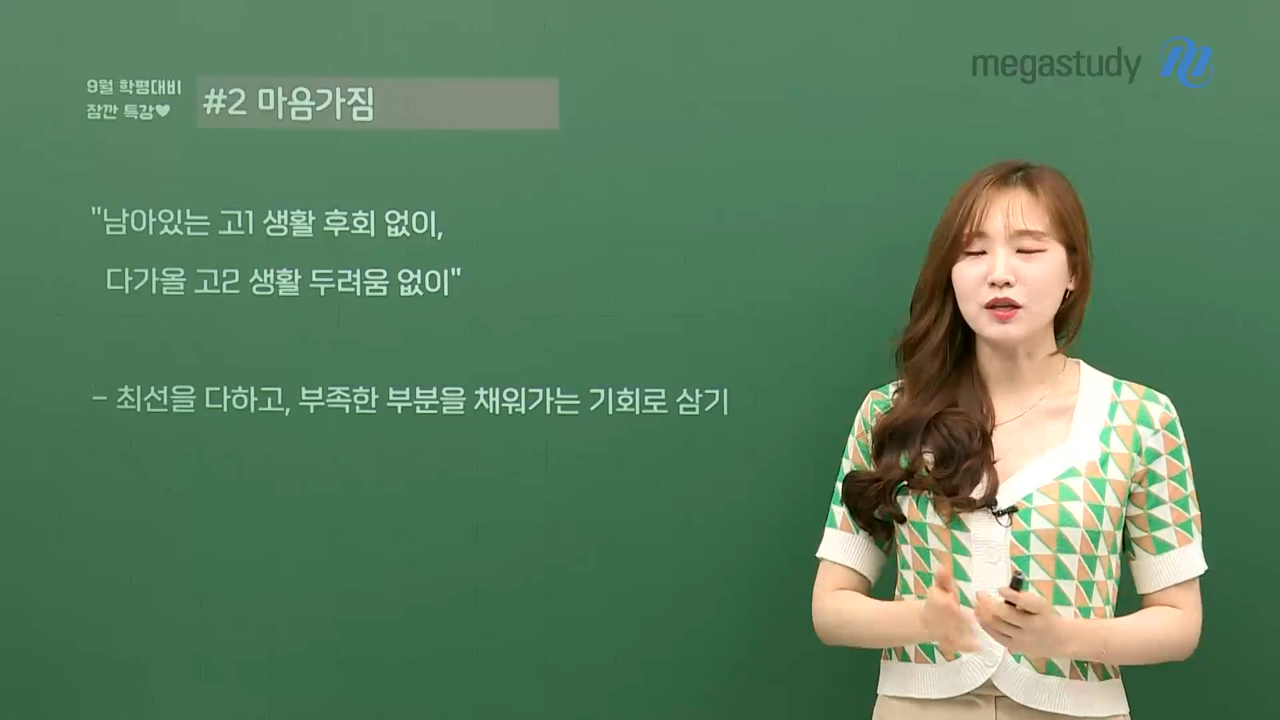 megastudy
9월 학평대비
잠깐 특강♥
#2 마음가짐
"남아있는 고1 생활 후회 없이,
다가올 고2 생활 두려움 없이"
- 최선을 다하고, 부족한 부분을 채워가는 기회로 삼기